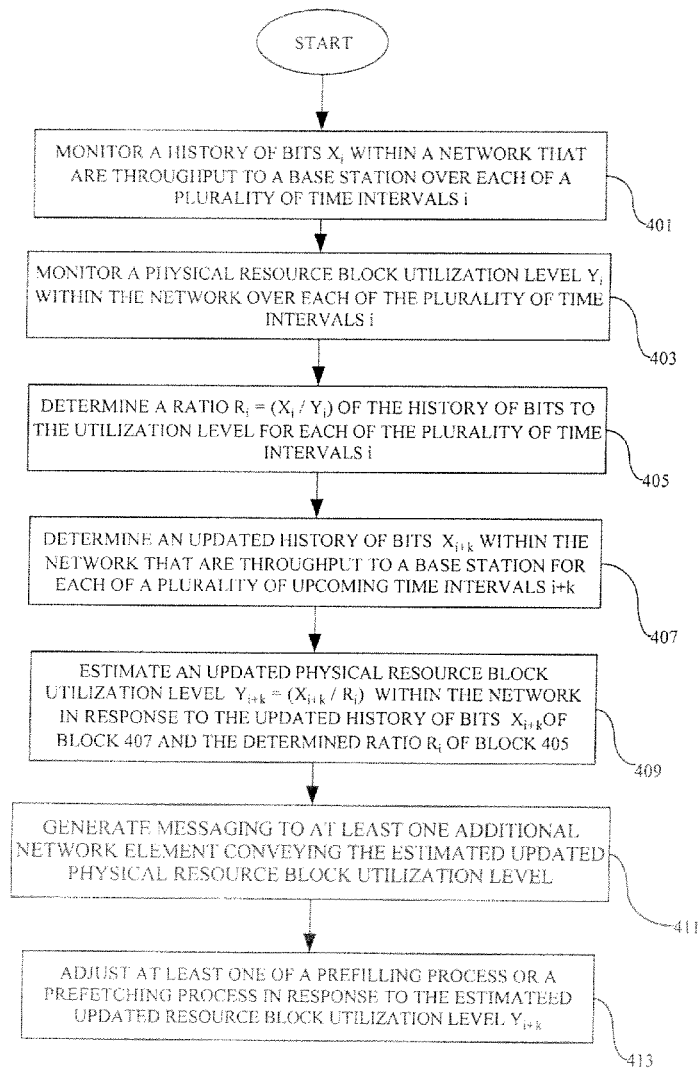 START
MONITOR A HISTORY OF BITS Xi WITHIN A NETWORK THAT
ARE THROUGHPUT TO A BASE STATION OVER EACH OF A
PLURALITY OF TIME INTERVALS i
401
MONITOR A PHYSICAL RESOURCE BLOCK UTILIZATION LEVEL Yi
WITHIN THE NETWORK OVER EACH OF THE PLURALITY OF TIME
INTERVALS i
403
DETERMINE A RATIO Ri = (Xi / Yi) OF THE HISTORY OF BITS TO
THE UTILIZATION LEVEL FOR EACH OF THE PLURALITY OF TIME
INTERVALS i
405
DETERMINE AN UPDATED HISTORY OF BITS Xi+k WITHIN THE
NETWORK THAT ARE THROUGHPUT TO A BASE STATION FOR
EACH OF A PLURALITY OF UPCOMING TIME INTERVALS i+k
407
ESTIMATE AN UPDATED PHYSICAL RESOURCE BLOCK
UTILIZATION LEVEL Yi+k = (Xi+k / Ri) WITHIN THE NETWORK
IN RESPONSE TO THE UPDATED HISTORY OF BITS Xi+k OF
BLOCK 407 AND THE DETERMINED RATIO Ri OF BLOCK 405
409
GENERATE MESSAGING TO AT LEAST ONE ADDITIONAL
NETWORK ELEMENT CONVEYING THE ESTIMATED UPDATED
PHYSICAL RESOURCE BLOCK UTILIZATION LEVEL
411
ADJUST AT LEAST ONE OF A PREFILLING PROCESS OR A
PREFETCHING PROCESS IN RESPONSE TO THE ESTIMATEED
UPDATED RESOURCE BLOCK UTILIZATION LEVEL Yi+k
413